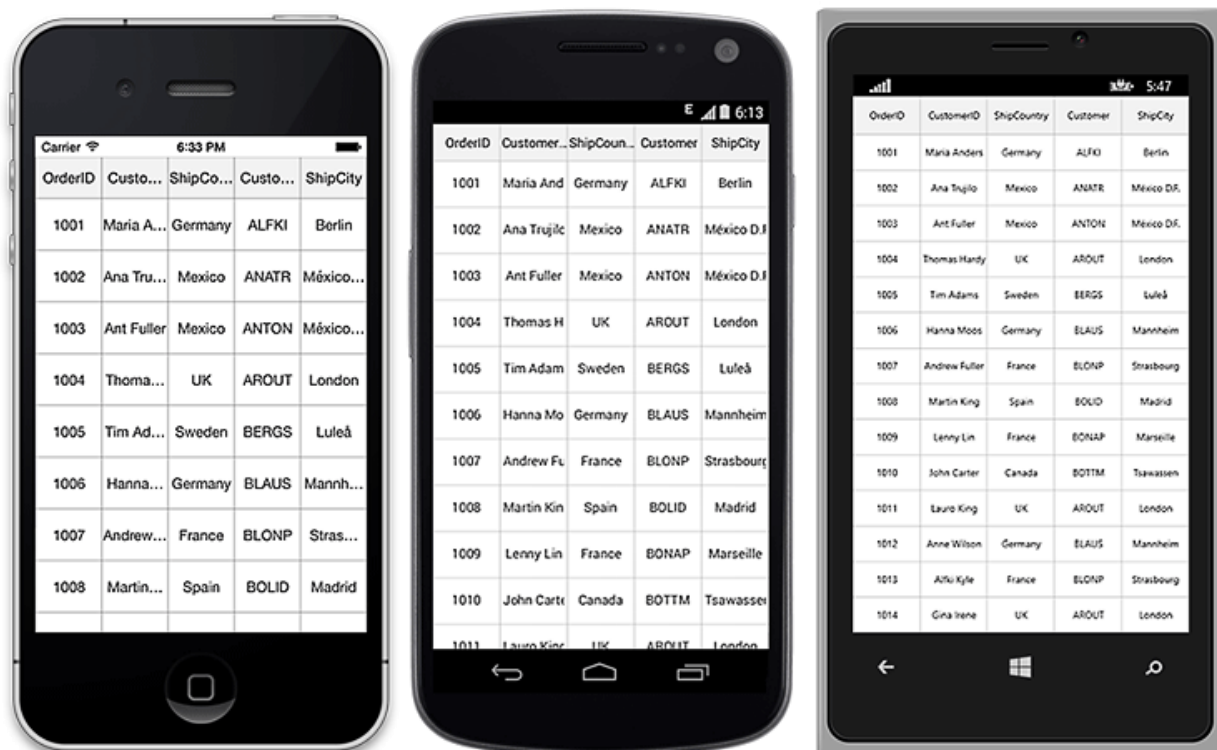 Carrier 6:33 PM
OrderID Custo... ShipCo... Custo... ShipCity
1001 Maria A... Germany ALFKI Berlin
1002 Ana Tru... Mexico ANATR México...
1003 Ant Fuller Mexico ANTON México...
1004 Thoma... UK AROUT London
1005 Tim Ad... Sweden BERGS Luleå
1006 Hanna... Germany BLAUS Mannh...
1007 Andrew... France BLONP Stras...
1008 Martin... Spain BOLID Madrid
6:13
OrderID Customer... ShipCoun... Customer ShipCity
1001 Maria And Germany ALFKI Berlin
1002 Ana Trujilo Mexico ANATR México D.F
1003 Ant Fuller Mexico ANTON México D.F
1004 Thomas H UK AROUT London
1005 Tim Adam Sweden BERGS Luleå
1006 Hanna Mo Germany BLAUS Mannheim
1007 Andrew Fu France BLONP Strasbourg
1008 Martin Kin Spain BOLID Madrid
1009 Lenny Lin France BONAP Marseille
1010 John Carte Canada BOTTM Tsawassen
1011 Lauro King UK AROUT London
5:47
OrderID CustomerID ShipCountry Customer ShipCity
1001 Maria Anders Germany ALFKI Berlin
1002 Ana Trujilo Mexico ANATR México D.F.
1003 Ant Fuller Mexico ANTON México D.F.
1004 Thomas Hardy UK AROUT London
1005 Tim Adams Sweden BERGS Luleå
1006 Hanna Moos Germany BLAUS Mannheim
1007 Andrew Fuller France BLONP Strasbourg
1008 Martin King Spain BOLID Madrid
1009 Lenny Lin France BONAP Marseille
1010 John Carter Canada BOTTM Tsawassen
1011 Lauro King UK AROUT London
1012 Anne Wilson Germany BLAUS Mannheim
1013 Alfki Kyle France BLONP Strasbourg
1014 Gina Irene UK AROUT London